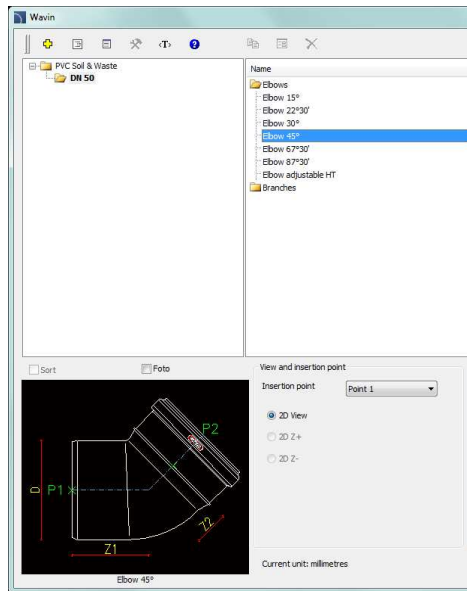 Wavin
‹T›
?
PVC Soil & Waste
DN 50
Name
Elbows
Elbow 15°
Elbow 22°30'
Elbow 30°
Elbow 45°
Elbow 67°30'
Elbow 87°30'
Elbow adjustable HT
Branches
Sort
Foto
View and insertion point
Insertion point
Point 1
2D View
2D Z+
2D Z-
P2
D
P1
Z2
Z1
Current unit: millimetres
Elbow 45°